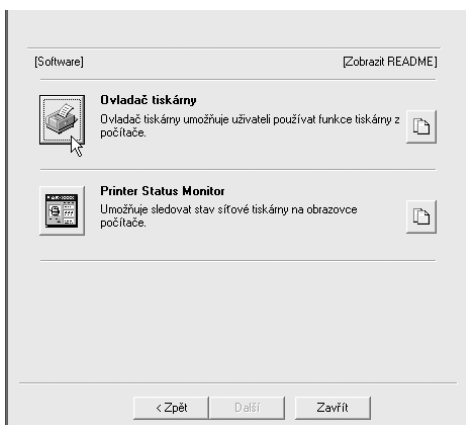 [Software] [Zobrazit README]
Ovladač tiskárny
Ovladač tiskárny umožňuje uživateli používat funkce tiskárny z
počítače.
Printer Status Monitor
Umožňuje sledovat stav síťové tiskárny na obrazovce
počítače.
< Zpět Další Zavřít